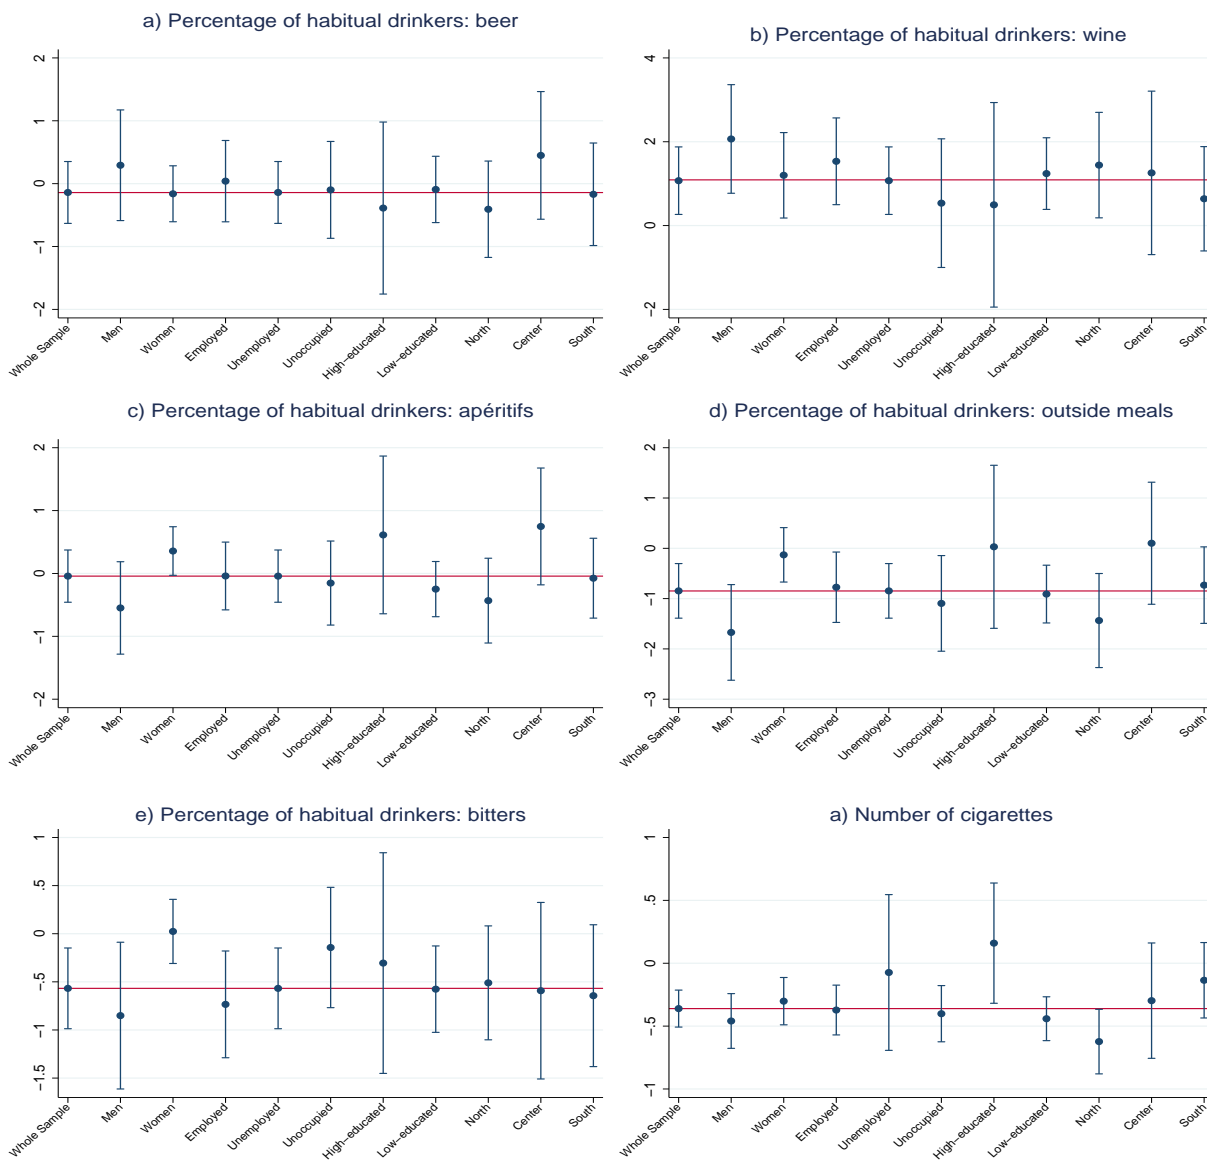 a) Percentage of habitual drinkers: beer
2
1
0
−1
−2
Whole Sample
Men
Women
Employed
Unemployed
Unoccupied
High−educated
Low−educated
North
Center
South
b) Percentage of habitual drinkers: wine
4
2
0
−2
Whole Sample
Men
Women
Employed
Unemployed
Unoccupied
High−educated
Low−educated
North
Center
South
c) Percentage of habitual drinkers: apéritifs
2
1
0
−1
−2
Whole Sample
Men
Women
Employed
Unemployed
Unoccupied
High−educated
Low−educated
North
Center
South
d) Percentage of habitual drinkers: outside meals
2
1
0
−1
−2
−3
Whole Sample
Men
Women
Employed
Unemployed
Unoccupied
High−educated
Low−educated
North
Center
South
e) Percentage of habitual drinkers: bitters
1
.5
0
−.5
−1
−1.5
Whole Sample
Men
Women
Employed
Unemployed
Unoccupied
High−educated
Low−educated
North
Center
South
a) Number of cigarettes
1
.5
0
−.5
−1
Whole Sample
Men
Women
Employed
Unemployed
Unoccupied
High−educated
Low−educated
North
Center
South